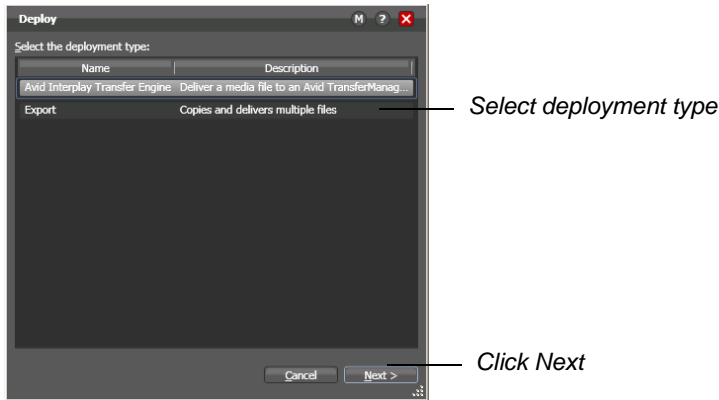 Deploy M ?
Select the deployment type:
Name Description
Avid Interplay Transfer Engine Deliver a media file to an Avid TransferManag...
Export Copies and delivers multiple files
Select deployment type
Click Next
Cancel Next >